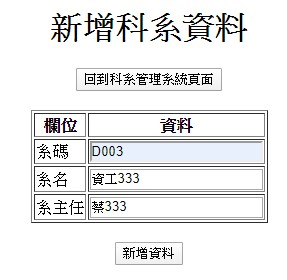 新增科系資料
回到科系管理系統頁面
欄位 資料
系碼 D003
系名 資工333
系主任 蔡333
新增資料